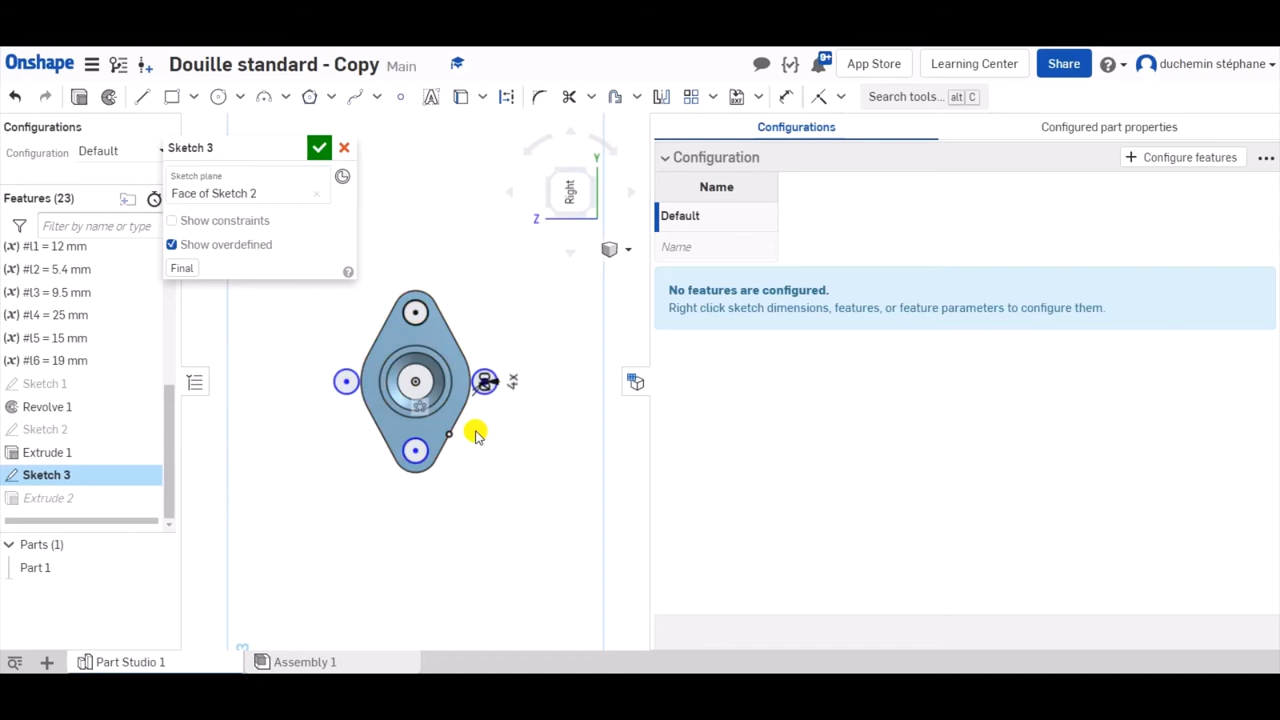 Onshape
Douille standard - Copy Main
9+
App Store
Learning Center
Share
duchemin stéphane
Search tools... alt C
Configurations
Configuration Default
Features (23)
Filter by name or type
(x) #l1 = 12 mm
(x) #l2 = 5.4 mm
(x) #l3 = 9.5 mm
(x) #l4 = 25 mm
(x) #l5 = 15 mm
(x) #l6 = 19 mm
Sketch 1
Revolve 1
Sketch 2
Extrude 1
Sketch 3
Extrude 2
Parts (1)
Part 1
Sketch 3
Sketch plane
Face of Sketch 2
Show constraints
Show overdefined
Final
Y
Right
Z
4x
Configurations
Configured part properties
Configuration
Configure features
Name
Default
Name
No features are configured.
Right click sketch dimensions, features, or feature parameters to configure them.
Part Studio 1
Assembly 1